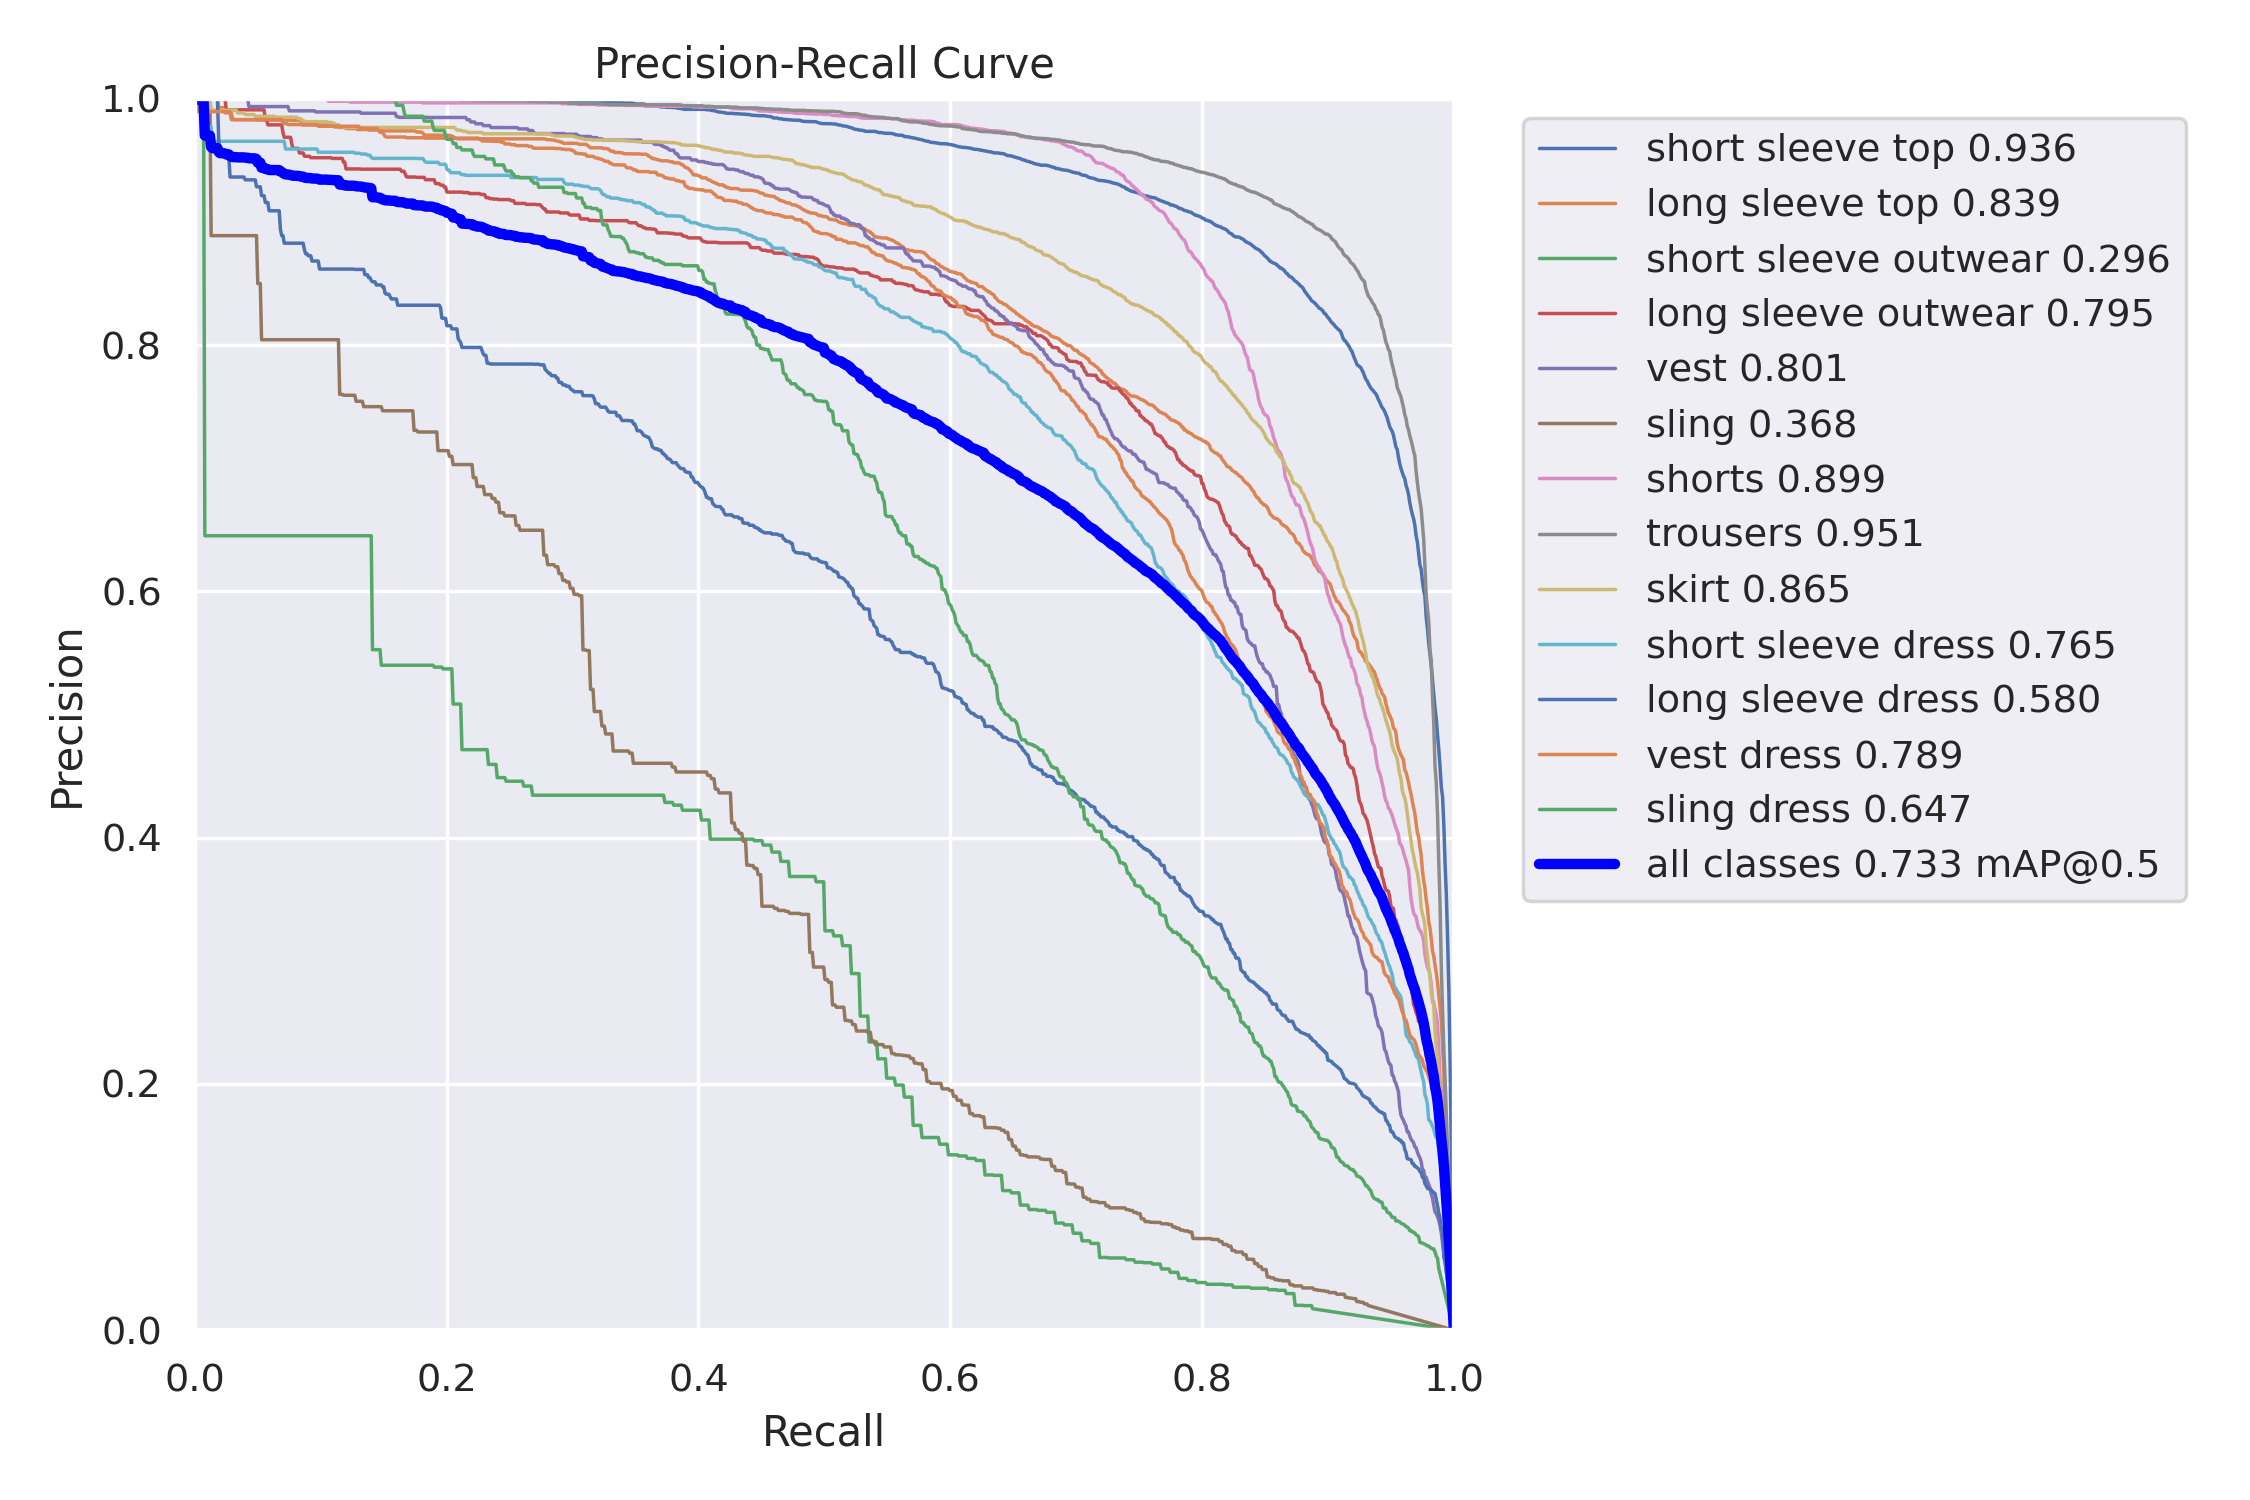 Precision-Recall Curve
1.0
0.8
0.6
0.4
0.2
0.0
Precision
0.0 0.2 0.4 0.6 0.8 1.0
Recall
short sleeve top 0.936
long sleeve top 0.839
short sleeve outwear 0.296
long sleeve outwear 0.795
vest 0.801
sling 0.368
shorts 0.899
trousers 0.951
skirt 0.865
short sleeve dress 0.765
long sleeve dress 0.580
vest dress 0.789
sling dress 0.647
all classes 0.733 mAP@0.5